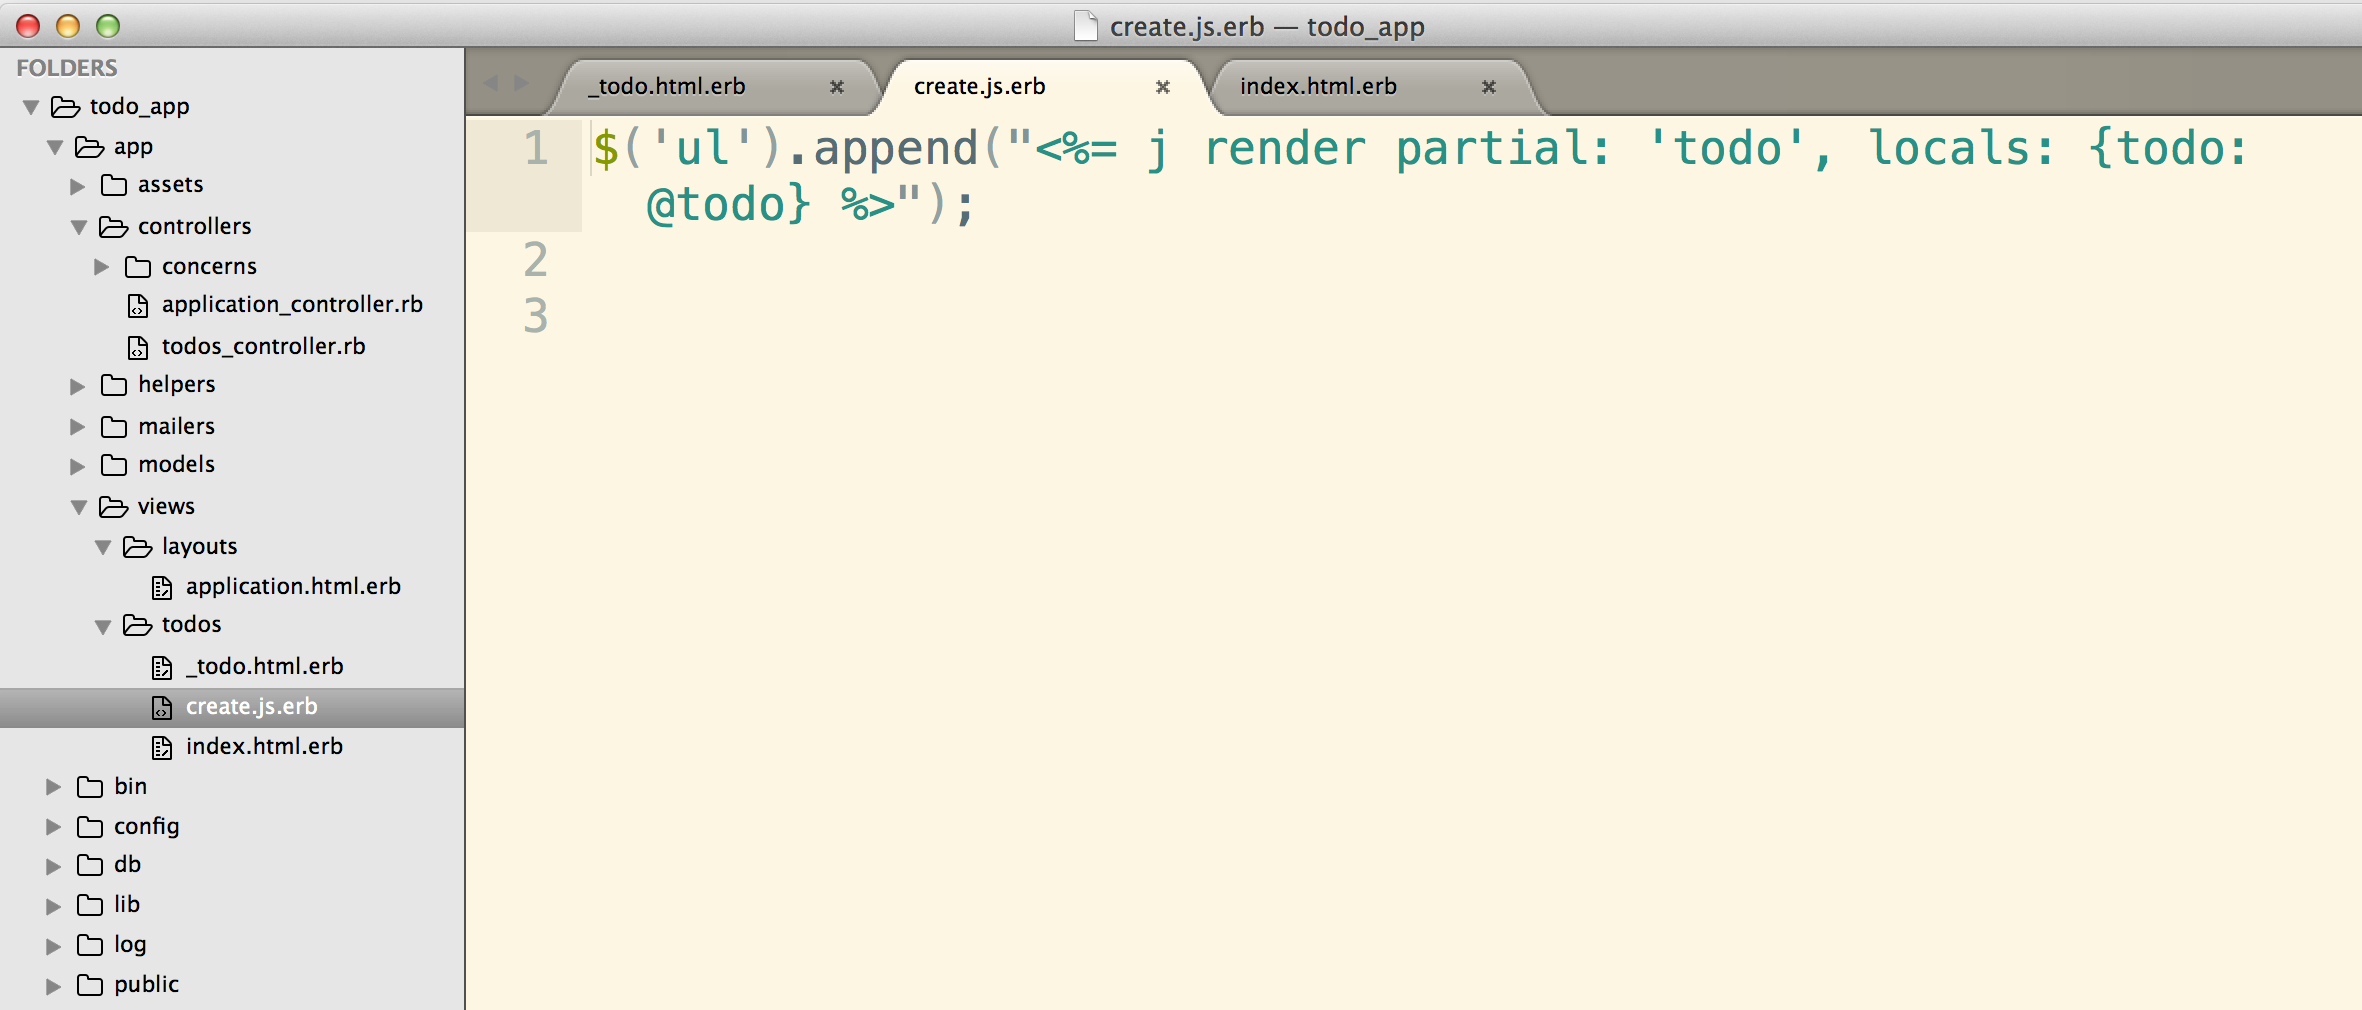 create.js.erb — todo_app
FOLDERS
todo_app
app
assets
controllers
concerns
application_controller.rb
todos_controller.rb
helpers
mailers
models
views
layouts
application.html.erb
todos
_todo.html.erb
create.js.erb
index.html.erb
bin
config
db
lib
log
public
_todo.html.erb
create.js.erb
index.html.erb
1 $('ul').append("<%= j render partial: 'todo', locals: {todo:
@todo} %>");
2
3